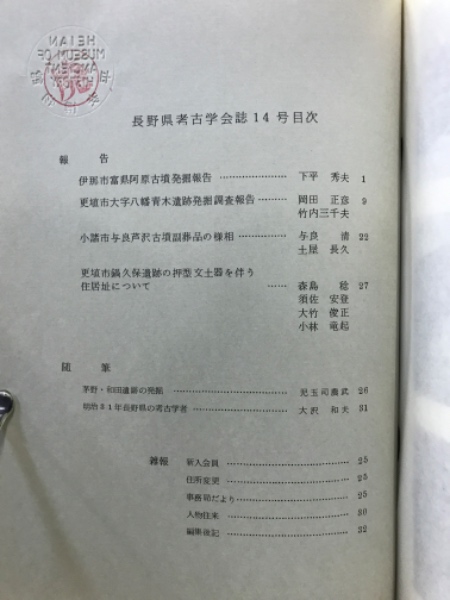 長野県考古学会誌14号目次
報告
伊那市富県阿原古墳発掘報告 …………… 下平 秀夫 1
更埴市大字八幡青木遺跡発掘調査報告 …… 岡田 正彦 9
竹内三千夫
小諸市与良芦沢古墳副葬品の様相 ………… 与良 清 22
土屋 長久
更埴市鍋久保遺跡の押型文土器を伴う
住居址について …… 森島 稔 27
須佐 安登
大竹 俊正
小林 竜起
随筆
茅野・和田遺跡の発掘 …………… 児玉司農武 26
明治31年長野県の考古学者 …………… 大沢 和夫 31
雑報 新入会員 …………… 25
住所変更 …………… 25
事務局だより …………… 25
人物往来 …………… 30
編集後記 …………… 32